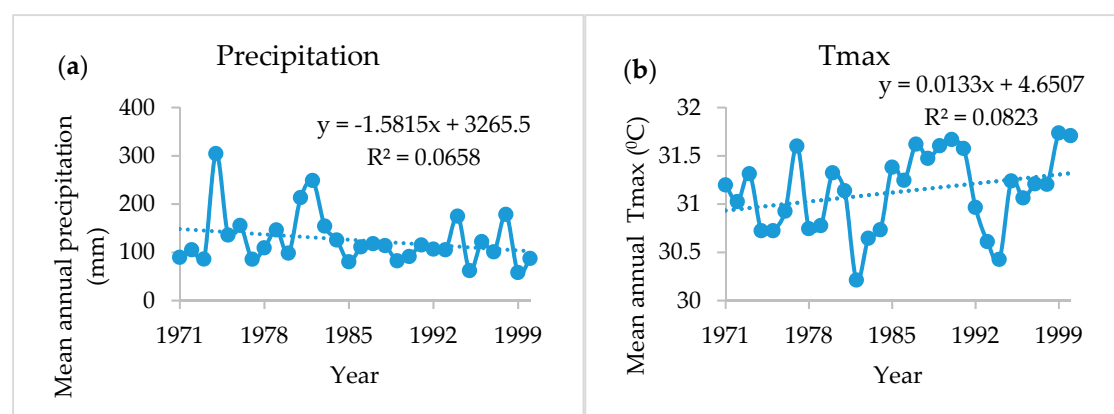 (a)
Precipitation
y = -1.5815x + 3265.5
R² = 0.0658
Mean annual precipitation
(mm)
400
300
200
100
0
1971
1978
1985
1992
1999
Year
(b)
Tmax
y = 0.0133x + 4.6507
R² = 0.0823
Mean annual Tmax (⁰C)
32
31.5
31
30.5
30
1971
1978
1985
1992
1999
Year